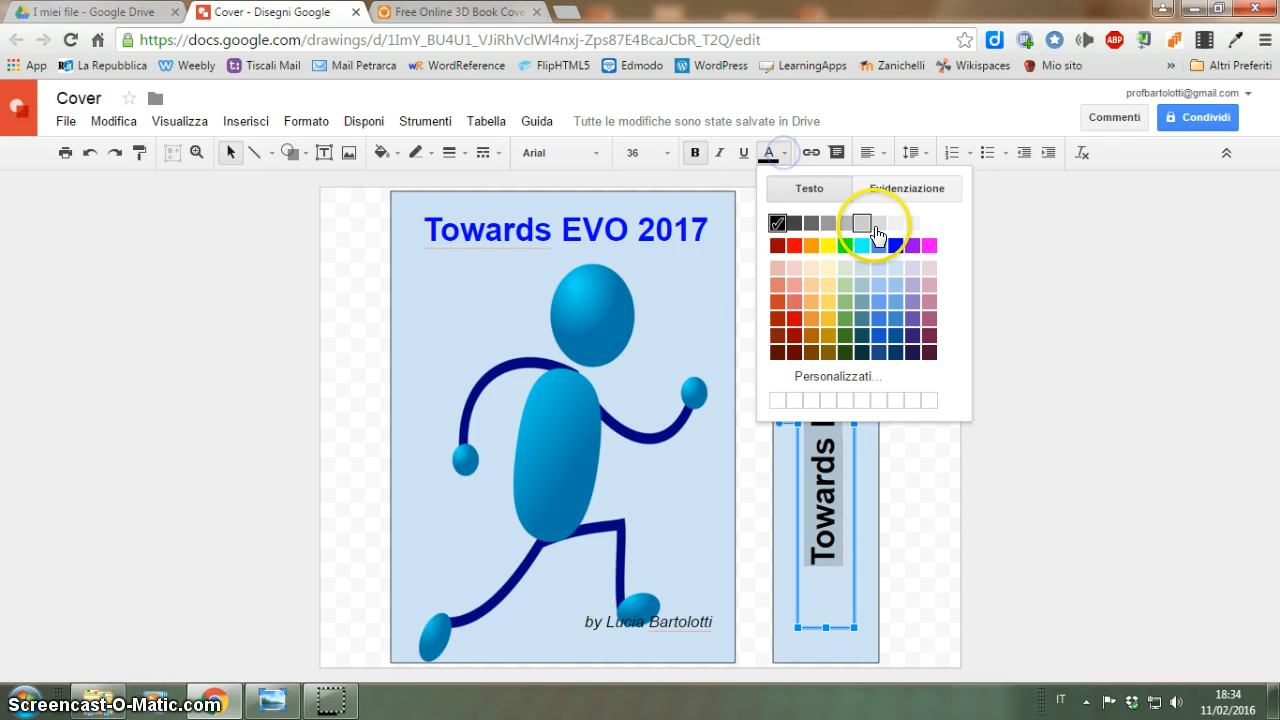 I miei file - Google Drive
Cover - Disegni Google
Free Online 3D Book Cov
https://docs.google.com/drawings/d/1ImY_BU4U1_VJiRhVclWl4nxj-Zps87E4BcaJCbR_T2Q/edit
App
La Repubblica
Weebly
Tiscali Mail
Mail Petrarca
WordReference
FlipHTML5
Edmodo
WordPress
LearningApps
Zanichelli
Wikispaces
Mio sito
»
Altri Preferiti
Cover
profbartolotti@gmail.com
File
Modifica
Visualizza
Inserisci
Formato
Disponi
Strumenti
Tabella
Guida
Tutte le modifiche sono state salvate in Drive
Commenti
Condividi
Arial
36
B
I
U
A
Testo
Evidenziazione
Towards EVO 2017
Personalizzati...
Towards
by Lucia Bartolotti
IT
18:34
11/02/2016
Screencast-O-Matic.com